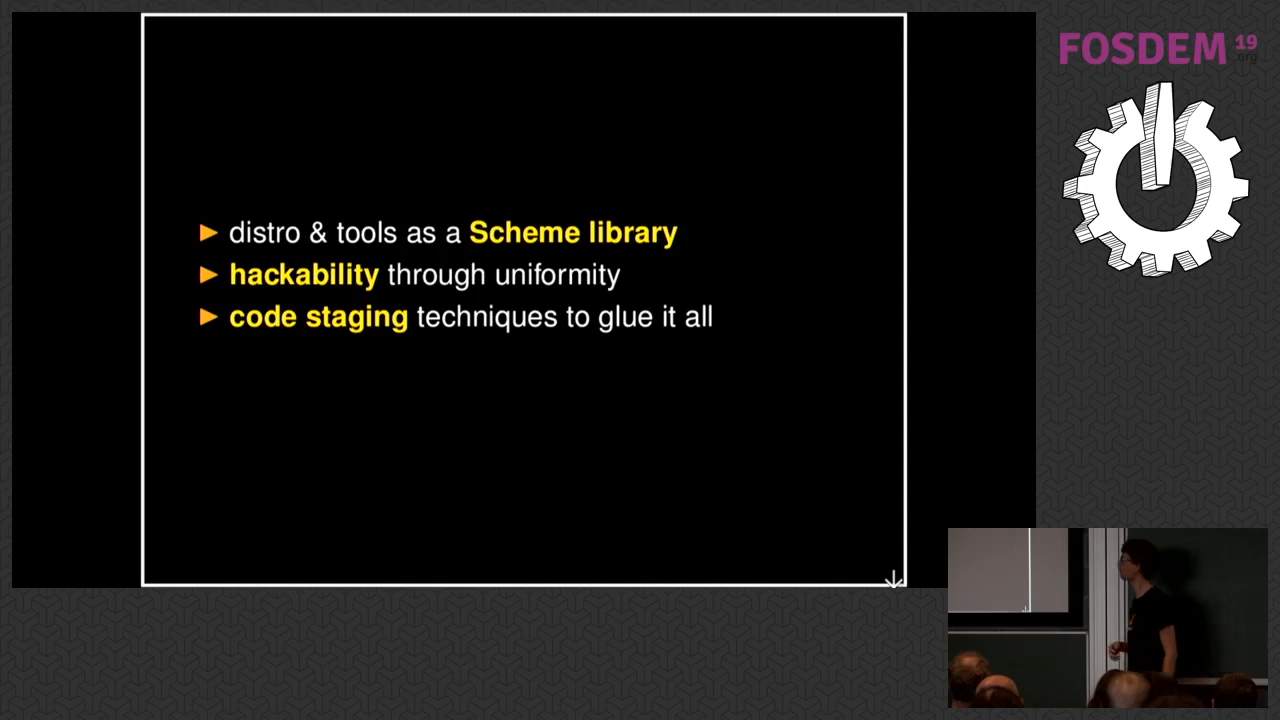 FOSDEM 19
.org
► distro & tools as a Scheme library
► hackability through uniformity
► code staging techniques to glue it all